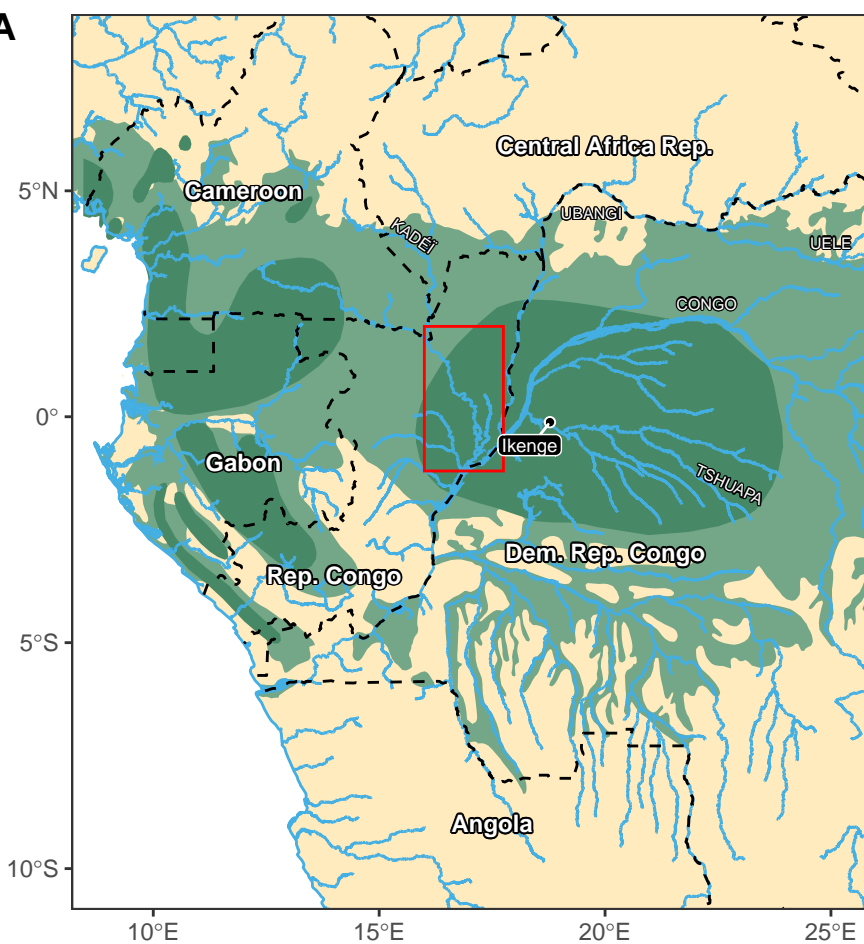 A
Central Africa Rep.
5°N
Cameroon
UBANGI
KADÉÏ
UELE
CONGO
0°
Ikenge
Gabon
TSHUAPA
Dem. Rep. Congo
Rep. Congo
5°S
Angola
10°S
10°E
15°E
20°E
25°E